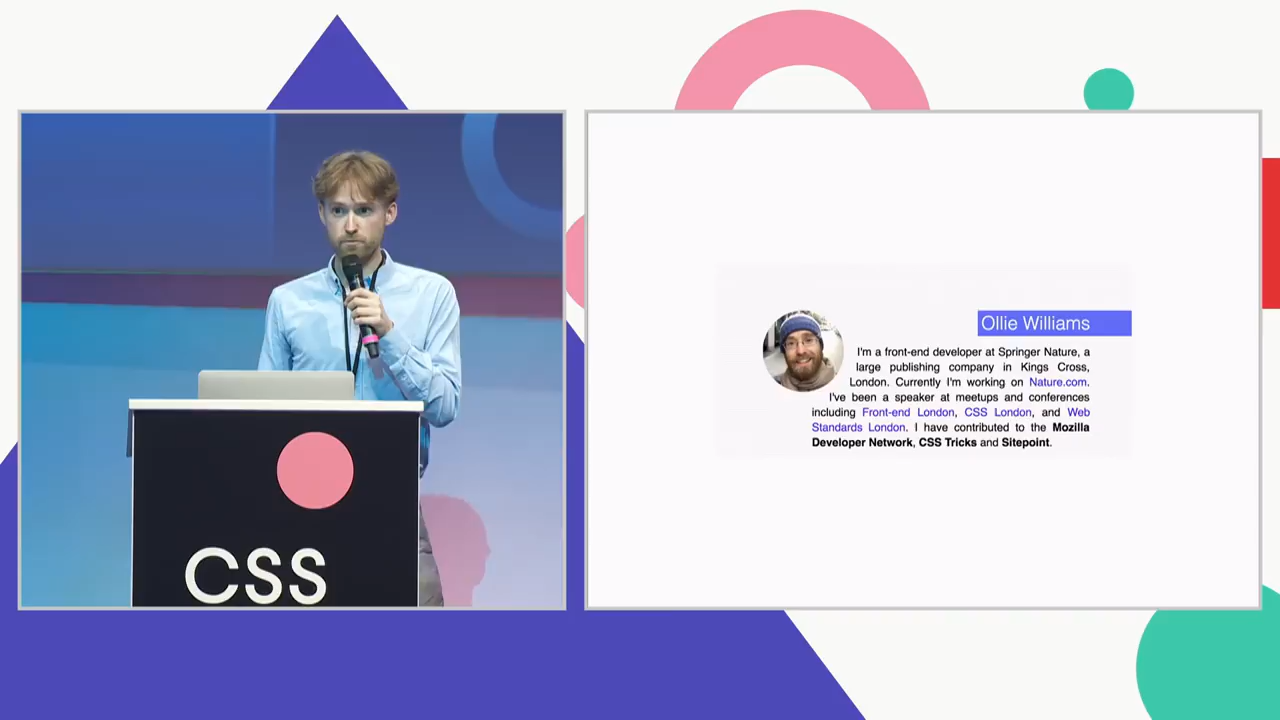 CSS
Ollie Williams
I'm a front-end developer at Springer Nature, a
large publishing company in Kings Cross,
London. Currently I'm working on Nature.com.
I've been a speaker at meetups and conferences
including Front-end London, CSS London, and Web
Standards London. I have contributed to the Mozilla
Developer Network, CSS Tricks and Sitepoint.